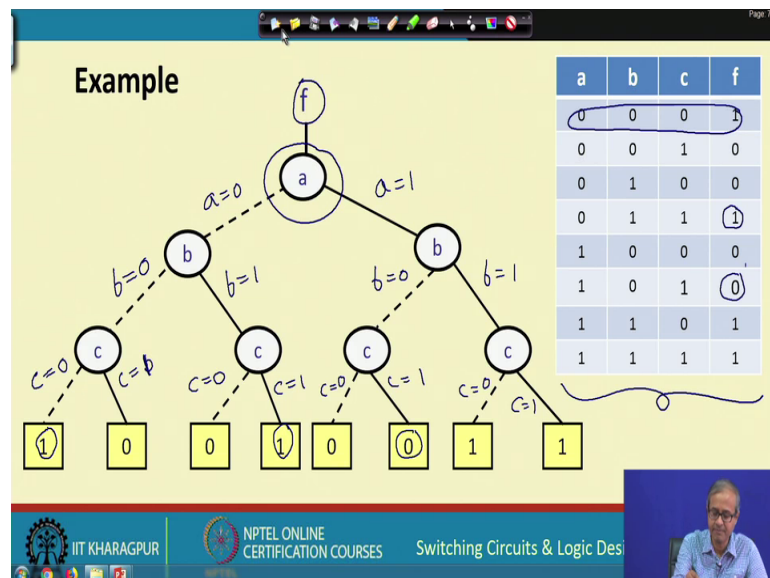 Page: 7
Example
f
a
a=0
a=1
b
b
b=0
b=1
b=0
b=1
c
c
c
c
c=0
c=0
c=1
c=0
c=1
c=0
c=1
1
0
0
1
0
0
1
1
a b c f
0 0 0 1
0 0 1 0
0 1 0 0
0 1 1 1
1 0 0 0
1 0 1 0
1 1 0 1
1 1 1 1
IIT KHARAGPUR
NPTEL ONLINE
CERTIFICATION COURSES
Switching Circuits & Logic Desi